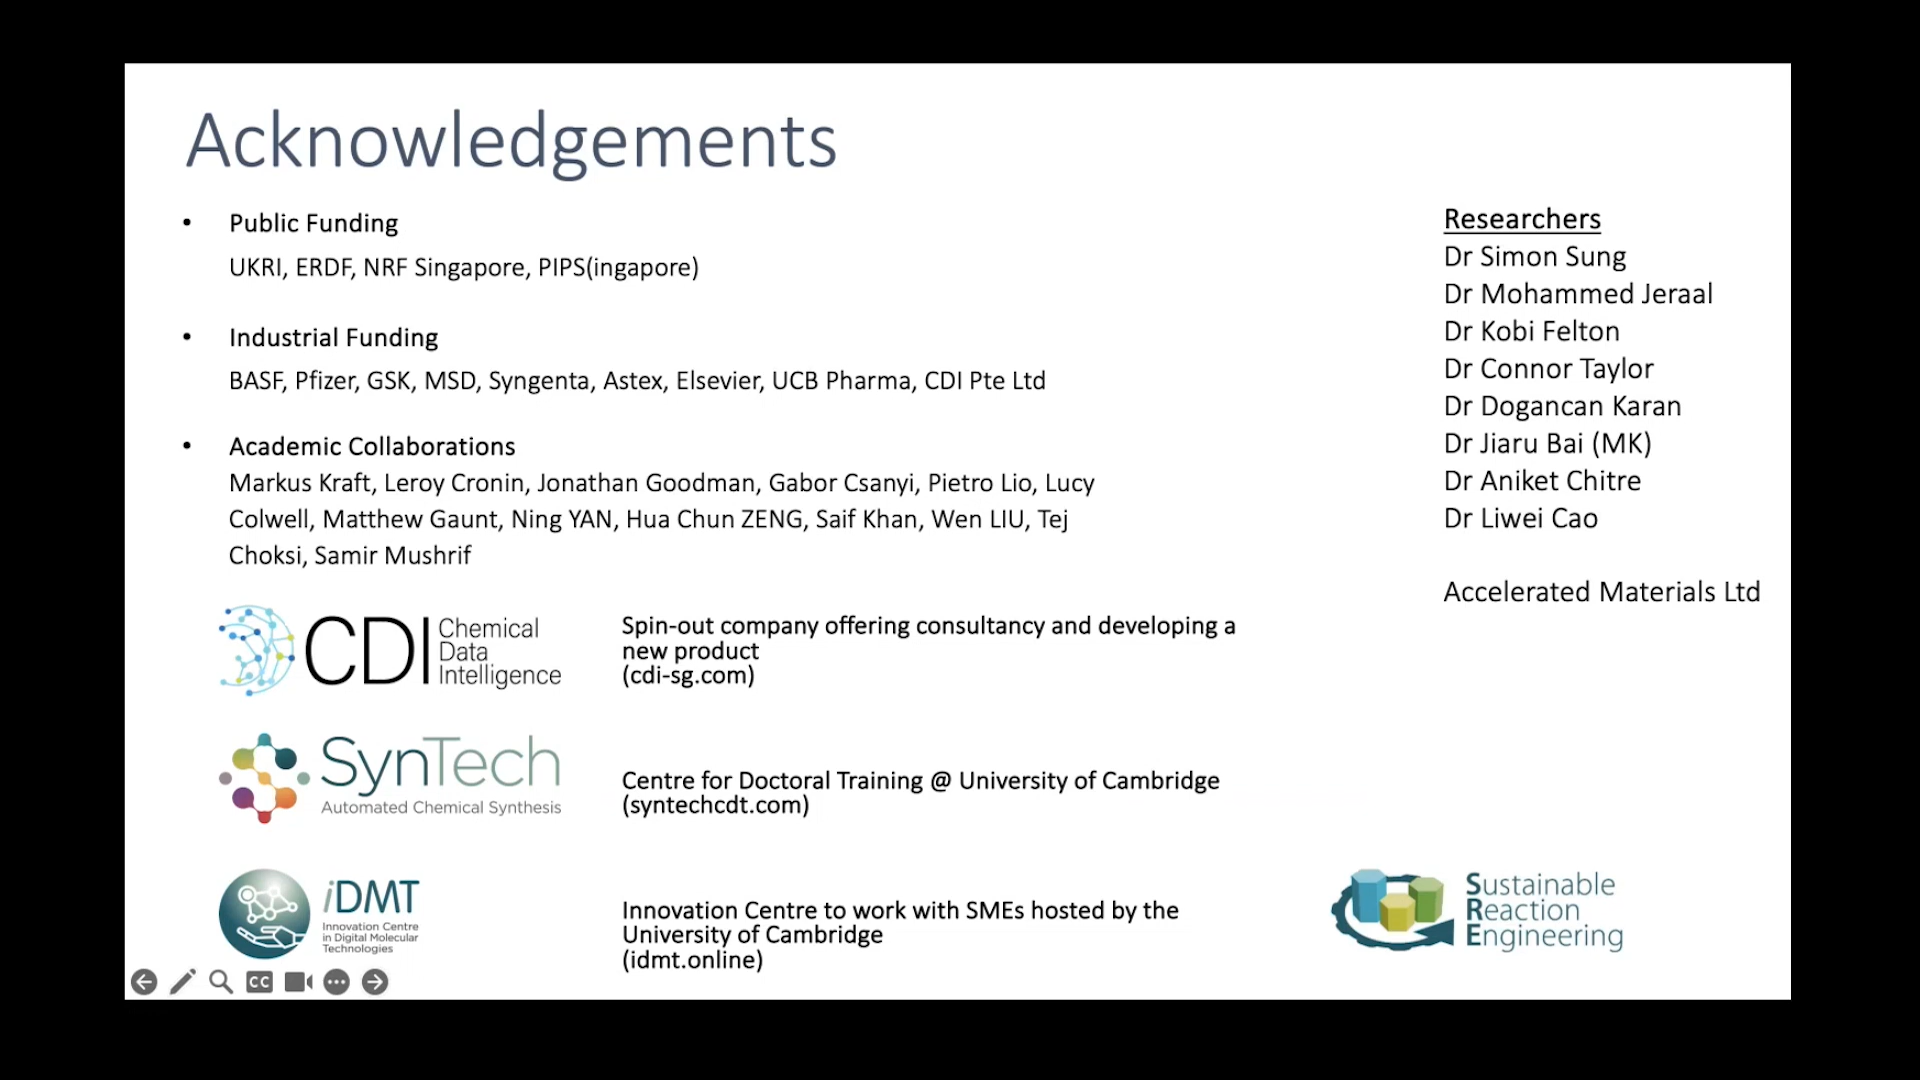 Acknowledgements
• Public Funding
UKRI, ERDF, NRF Singapore, PIPS(ingapore)
• Industrial Funding
BASF, Pfizer, GSK, MSD, Syngenta, Astex, Elsevier, UCB Pharma, CDI Pte Ltd
• Academic Collaborations
Markus Kraft, Leroy Cronin, Jonathan Goodman, Gabor Csanyi, Pietro Lio, Lucy
Colwell, Matthew Gaunt, Ning YAN, Hua Chun ZENG, Saif Khan, Wen LIU, Tej
Choksi, Samir Mushrif
Researchers
Dr Simon Sung
Dr Mohammed Jeraal
Dr Kobi Felton
Dr Connor Taylor
Dr Dogancan Karan
Dr Jiaru Bai (MK)
Dr Aniket Chitre
Dr Liwei Cao
Accelerated Materials Ltd
CDI
Chemical
Data
Intelligence
Spin-out company offering consultancy and developing a
new product
(cdi-sg.com)
SynTech
Automated Chemical Synthesis
Centre for Doctoral Training @ University of Cambridge
(syntechcdt.com)
iDMT
Innovation Centre
in Digital Molecular
Technologies
Innovation Centre to work with SMEs hosted by the
University of Cambridge
(idmt.online)
Sustainable
Reaction
Engineering
CC